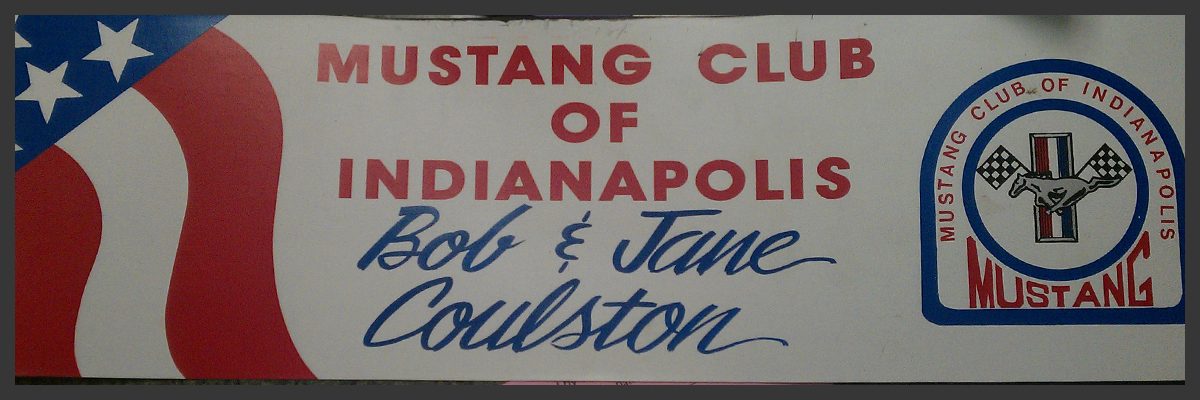 MUSTANG CLUB
OF
INDIANAPOLIS
Bob & Jane
Coulston
MUSTANG CLUB OF INDIANAPOLIS
MUSTANG